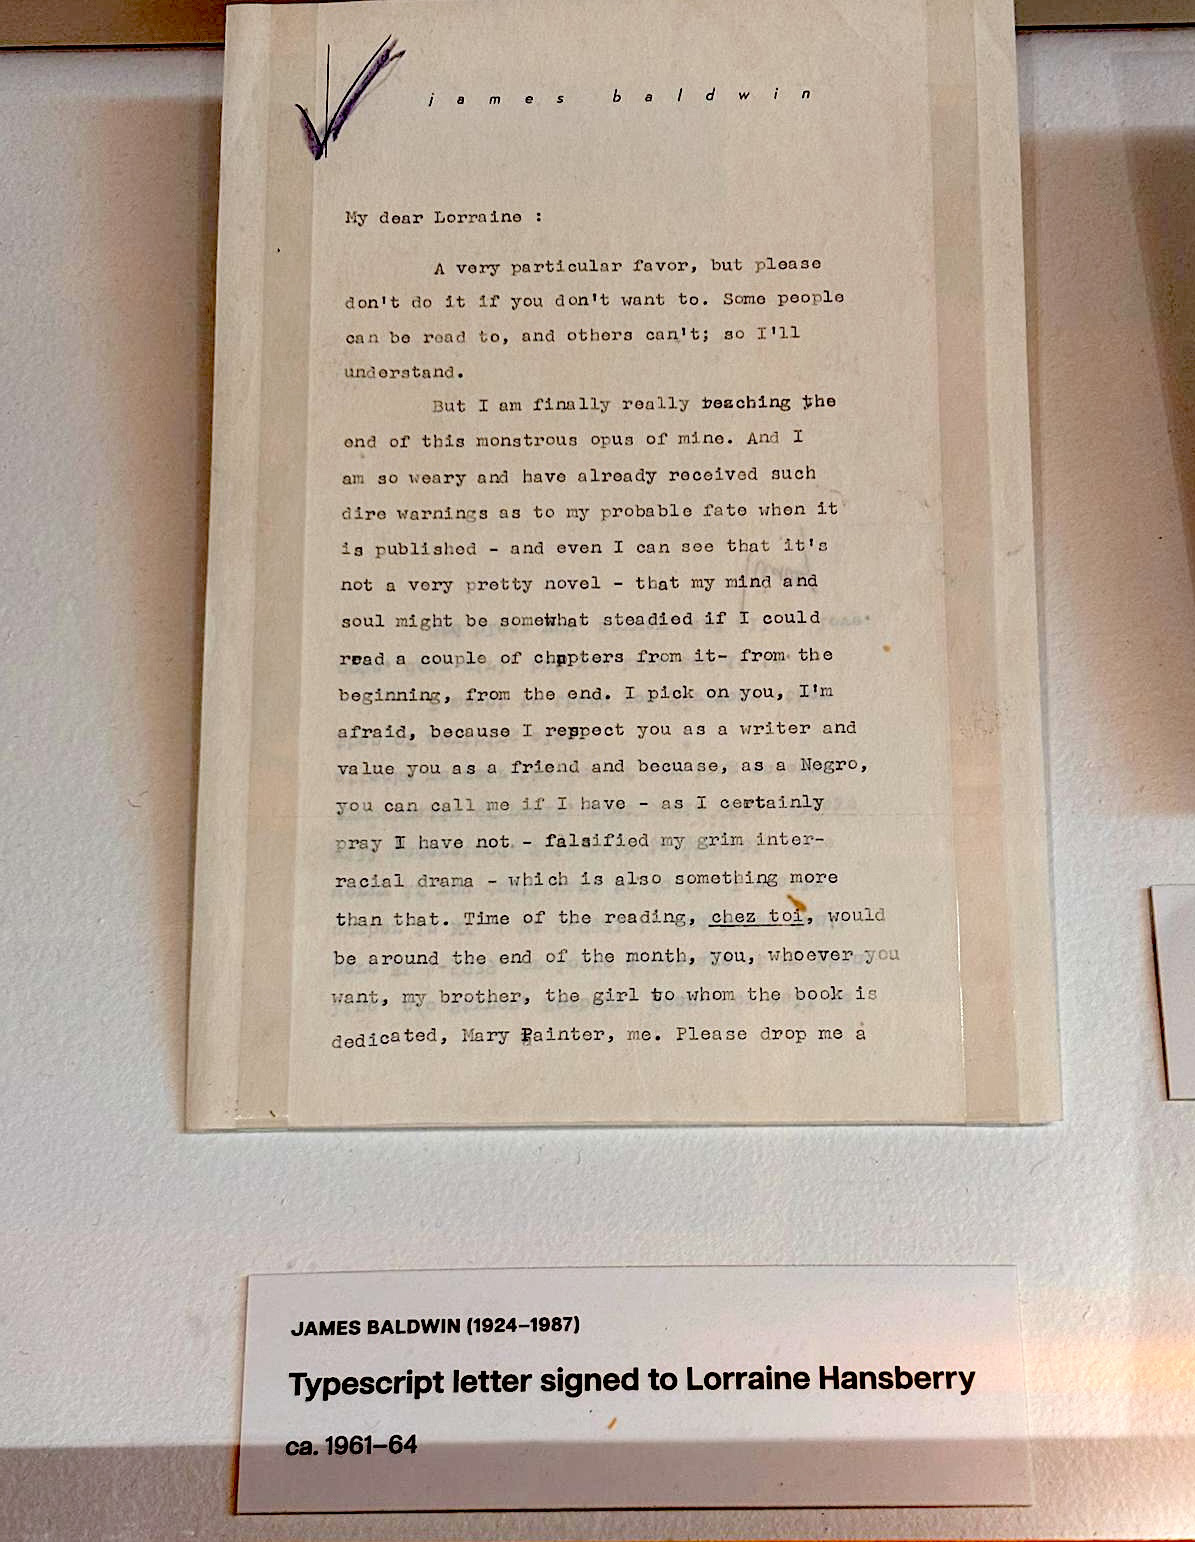 james baldwin
My dear Lorraine :
A very particular favor, but please
don't do it if you don't want to. Some people
can be read to, and others can't; so I'll
understand.
But I am finally really reaching the
end of this monstrous opus of mine. And I
am so weary and have already received such
dire warnings as to my probable fate when it
is published - and even I can see that it's
not a very pretty novel - that my mind and
soul might be somewhat steadied if I could
read a couple of chapters from it- from the
beginning, from the end. I pick on you, I'm
afraid, because I respect you as a writer and
value you as a friend and becuase, as a Negro,
you can call me if I have - as I certainly
pray I have not - falsified my grim inter-
racial drama - which is also something more
than that. Time of the reading, chez toi, would
be around the end of the month, you, whoever you
want, my brother, the girl to whom the book is
dedicated, Mary Painter, me. Please drop me a
JAMES BALDWIN (1924–1987)
Typescript letter signed to Lorraine Hansberry
ca. 1961–64